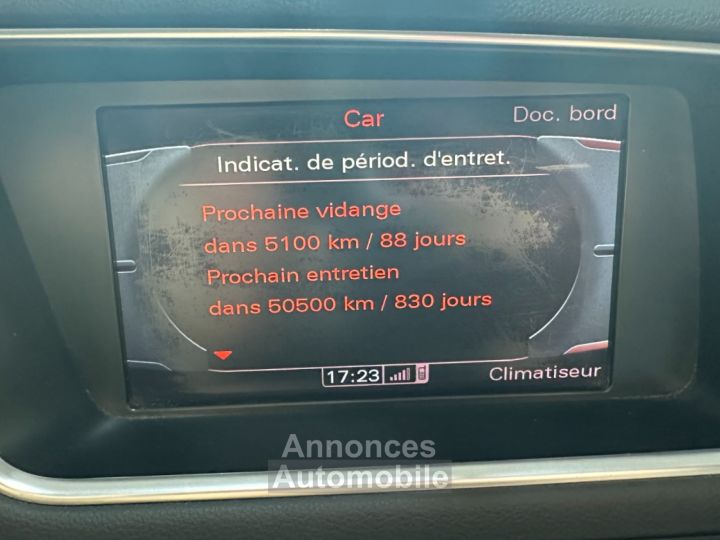 Car
Doc. bord
Indicat. de périod. d'entret.
Prochaine vidange
dans 5100 km / 88 jours
Prochain entretien
dans 50500 km / 830 jours
17:23
Climatiseur
Annonces
Automobile